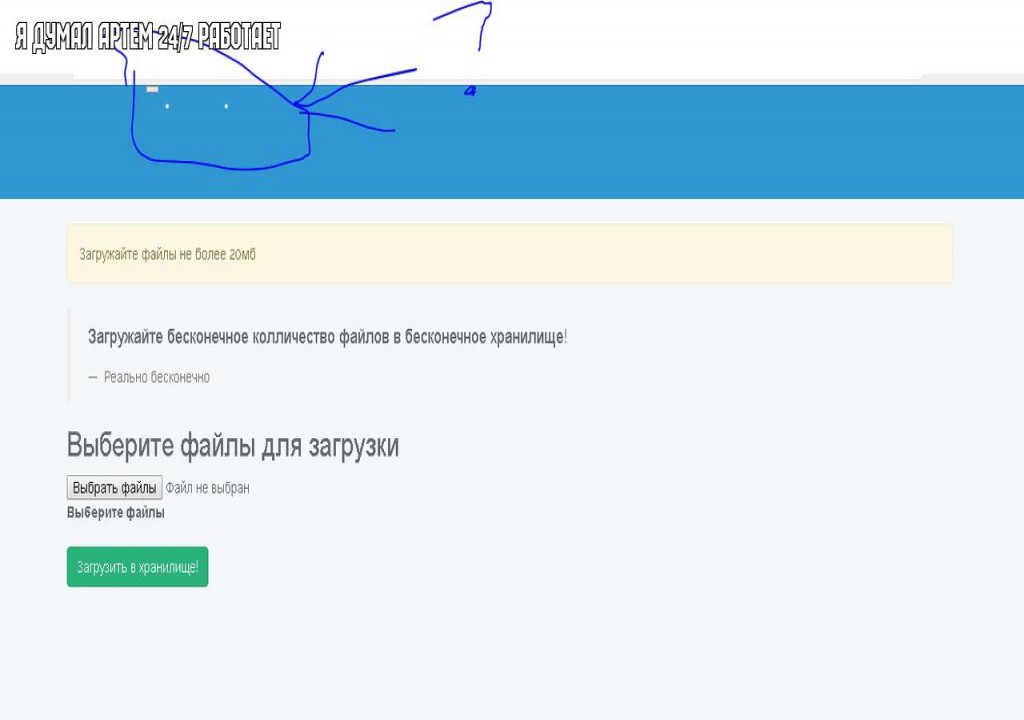 Я ДУМАЛ АРТЕМ 24/7 РАБОТАЕТ
Загружайте файлы не более 20мб
Загружайте бесконечное колличество файлов в бесконечное хранилище!
— Реально бесконечно
Выберите файлы для загрузки
Выбрать файлы Файл не выбран
Выберите файлы
Загрузить в хранилище!